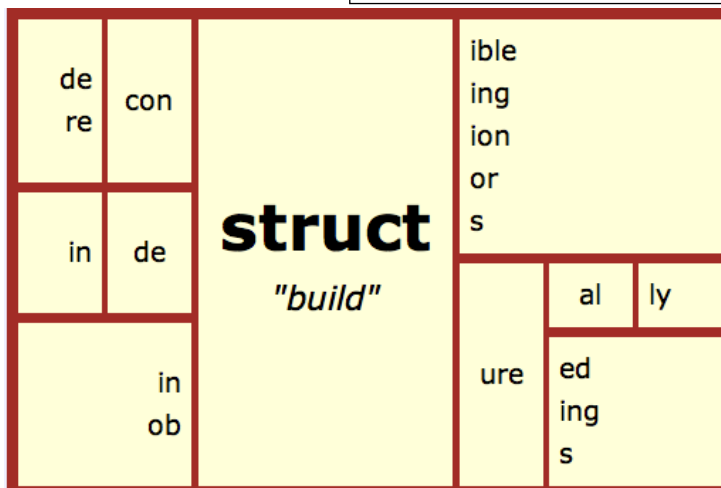 de
re
con
in
de
in
ob
struct
"build"
ible
ing
ion
or
s
ure
al
ly
ed
ing
s